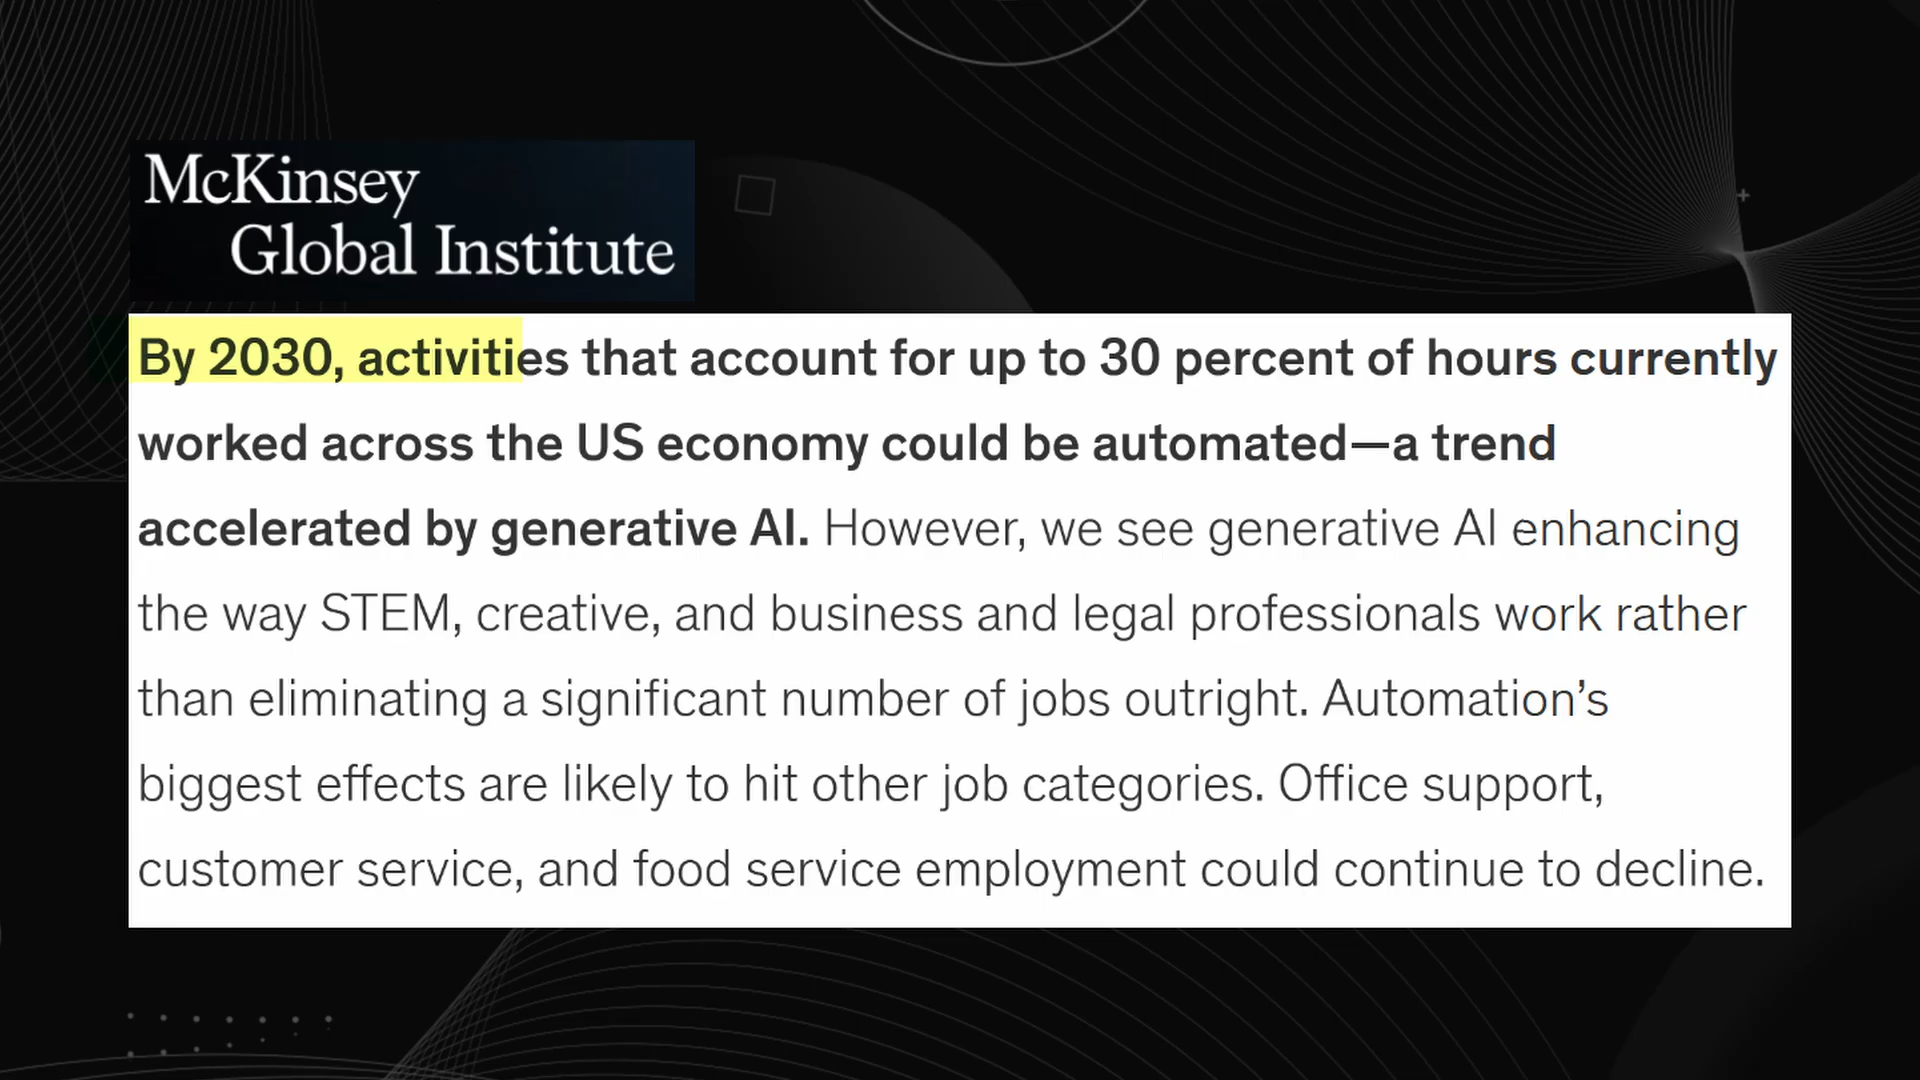 McKinsey
Global Institute
By 2030, activities that account for up to 30 percent of hours currently
worked across the US economy could be automated—a trend
accelerated by generative AI. However, we see generative AI enhancing
the way STEM, creative, and business and legal professionals work rather
than eliminating a significant number of jobs outright. Automation’s
biggest effects are likely to hit other job categories. Office support,
customer service, and food service employment could continue to decline.